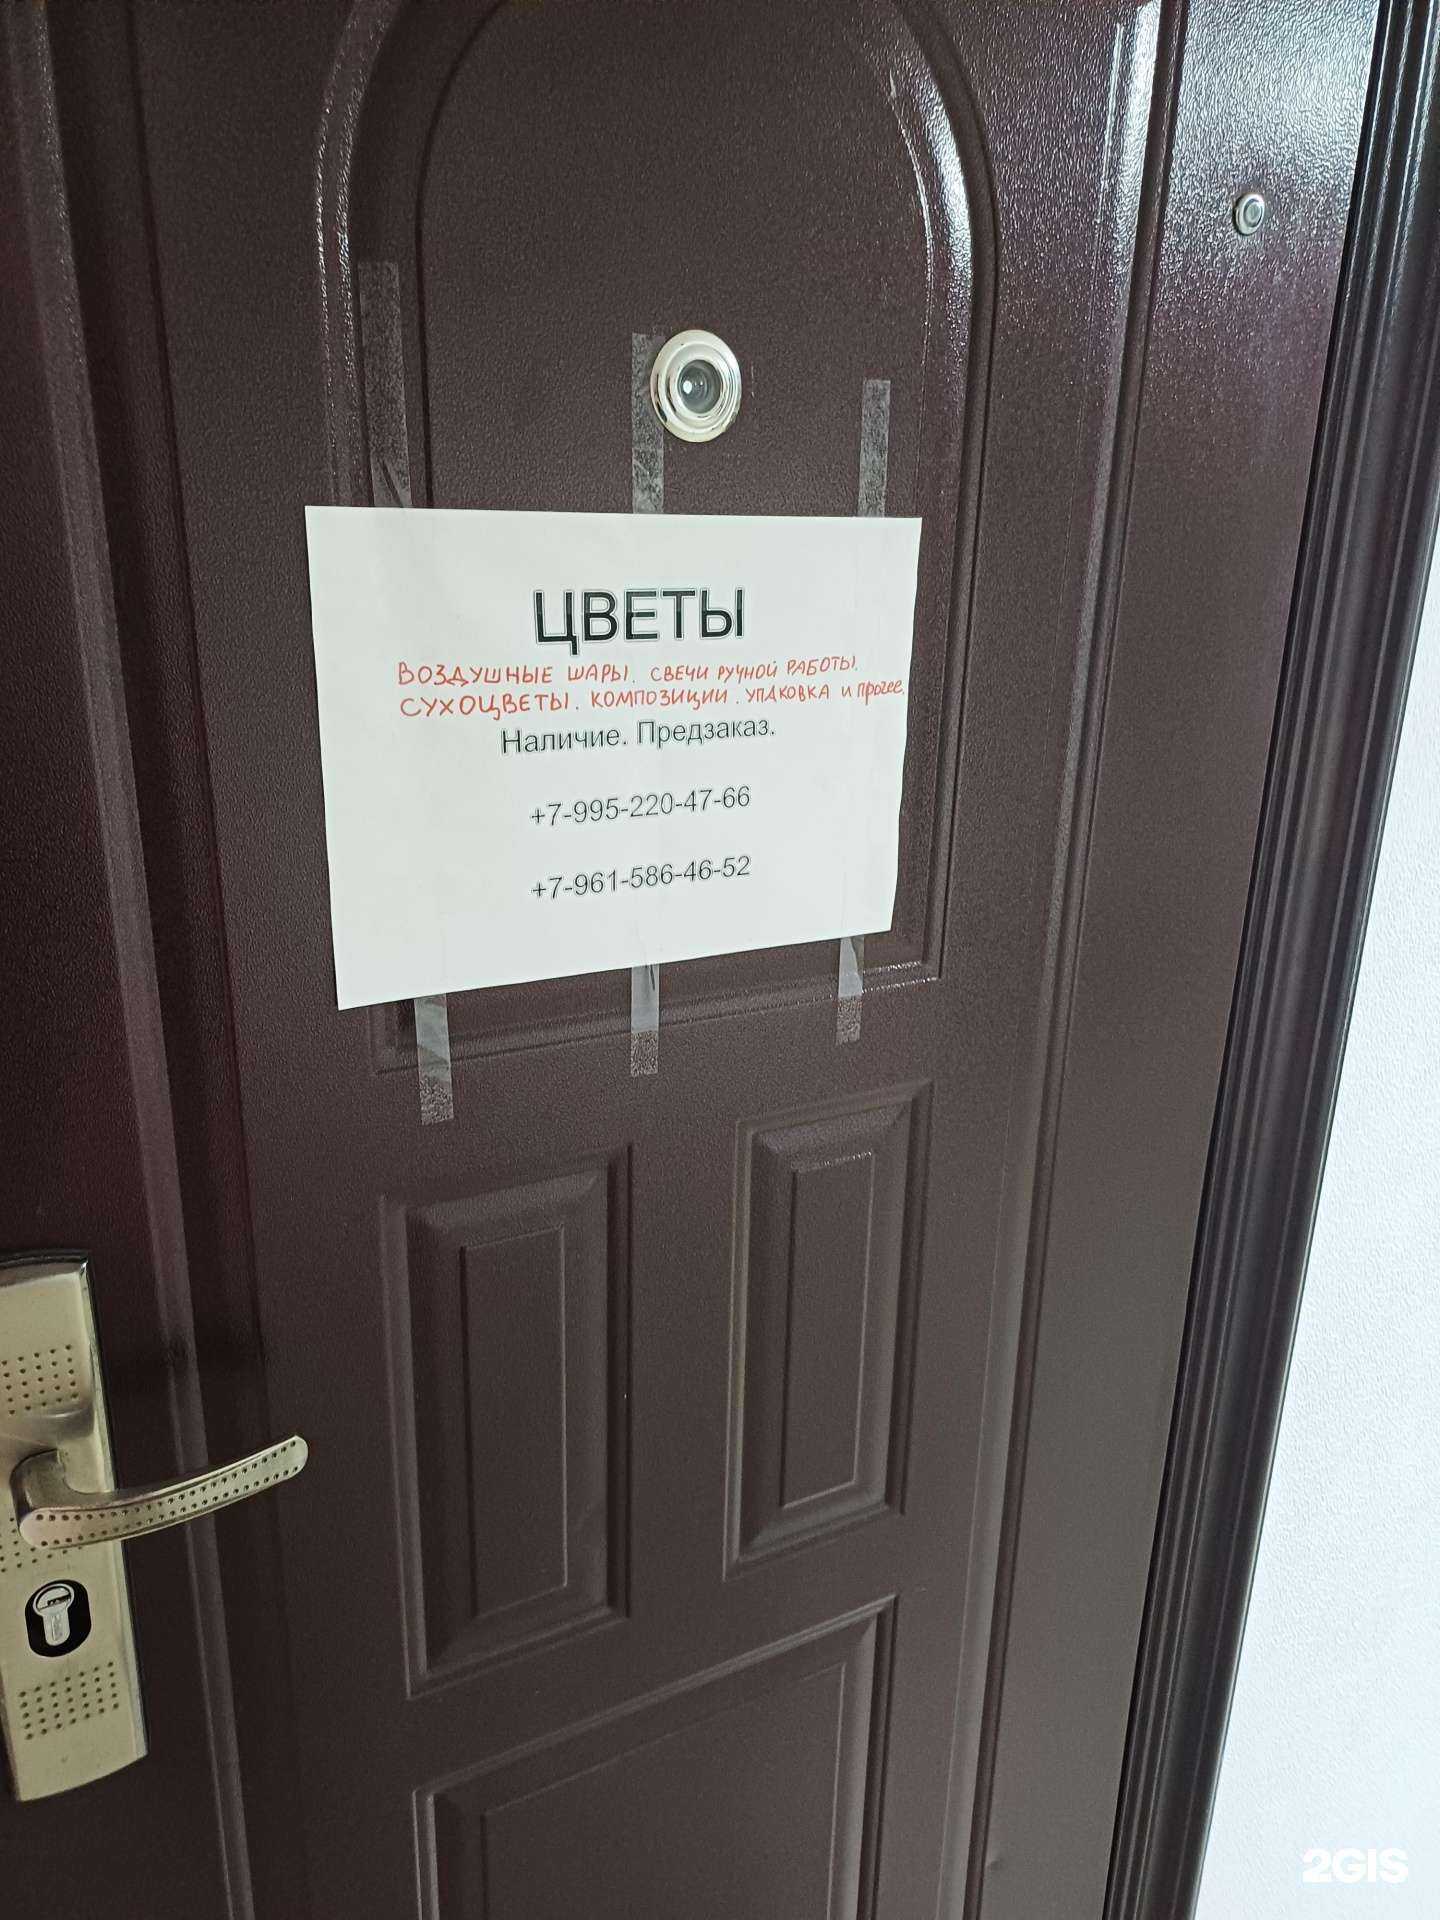 ЦВЕТЫ
ВОЗДУШНЫЕ ШАРЫ. СВЕЧИ РУЧНОЙ РАБОТЫ.
СУХОЦВЕТЫ. КОМПОЗИЦИИ. УПАКОВКА и прочее.
Наличие. Предзаказ.
+7-995-220-47-66
+7-961-586-46-52
2GIS